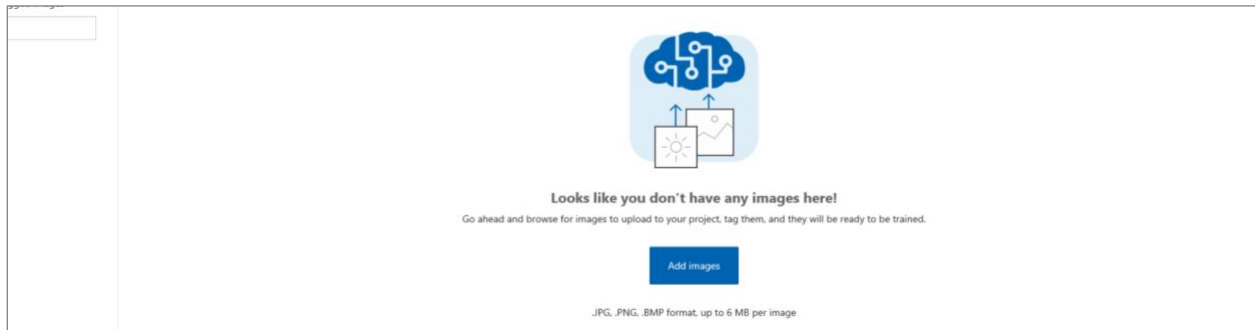 Looks like you don't have any images here!
Go ahead and browse for images to upload to your project, tag them, and they will be ready to be trained.
Add images
.JPG, .PNG, .BMP format, up to 6 MB per image